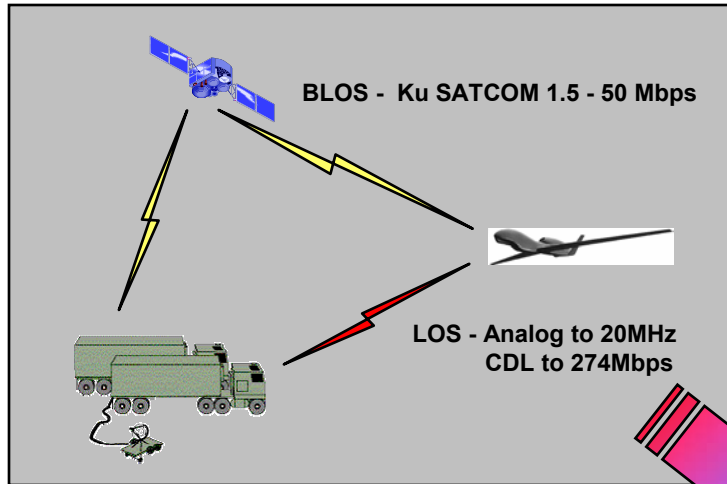 BLOS - Ku SATCOM 1.5 - 50 Mbps
LOS - Analog to 20MHz
CDL to 274Mbps